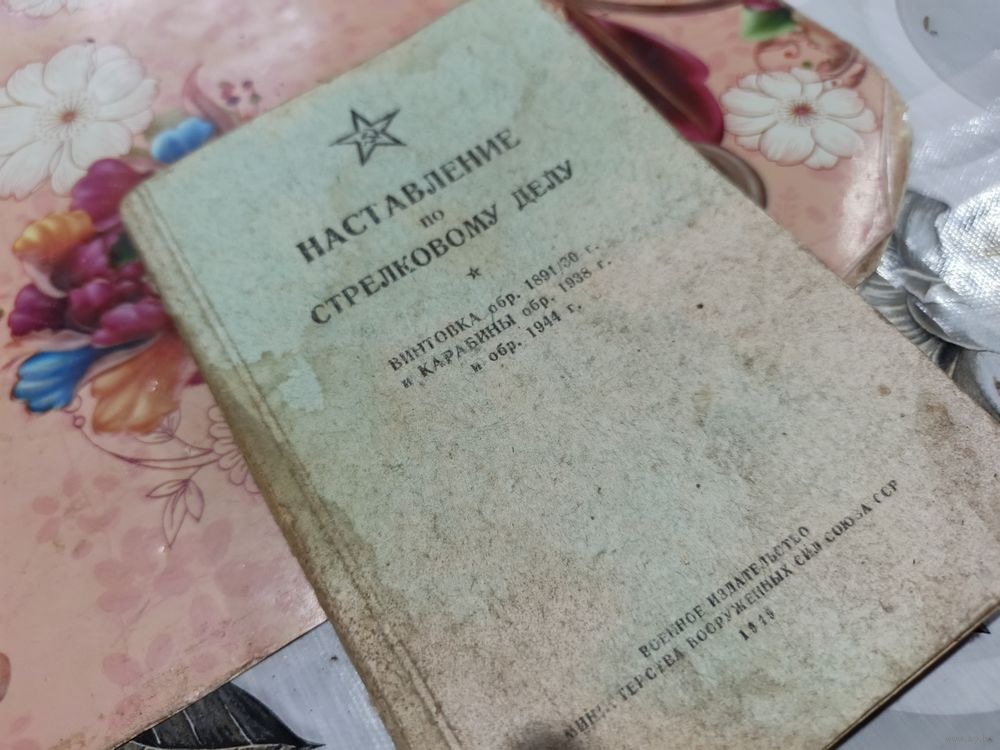 НАСТАВЛЕНИЕ
ПО
СТРЕЛКОВОМУ ДЕЛУ
ВИНТОВКА обр. 1891/30 г.
и КАРАБИНЫ обр. 1938 г.
и обр. 1944 г.
ВОЕННОЕ ИЗДАТЕЛЬСТВО
МИНИСТЕРСТВА ВООРУЖЕННЫХ СИЛ СОЮЗА ССР